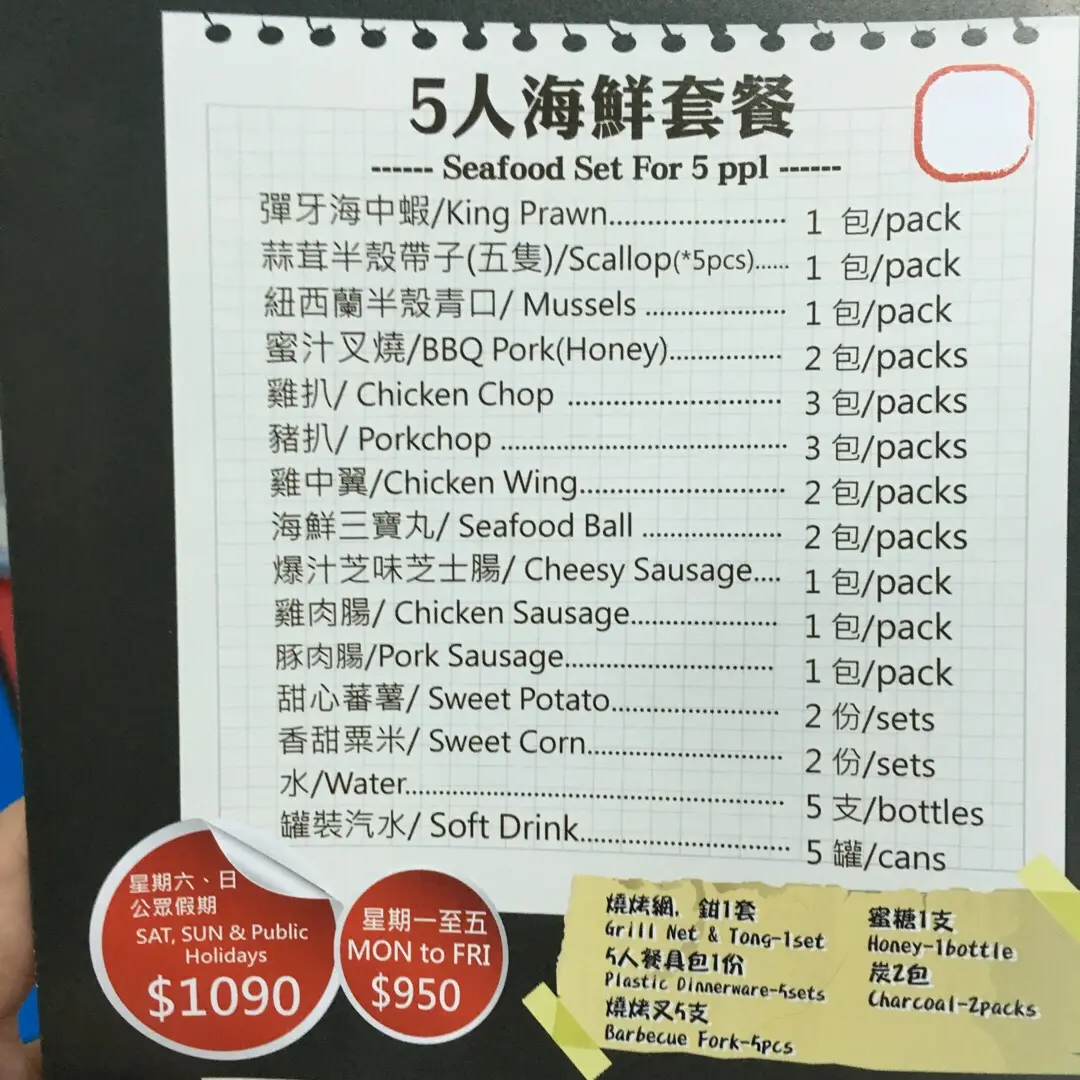 5人海鮮套餐
------ Seafood Set For 5 ppl ------
彈牙海中蝦/King Prawn...................... 1 包/pack
蒜茸半殼帶子(五隻)/Scallop(*5pcs)...... 1 包/pack
紐西蘭半殼青口/ Mussels ..................... 1 包/pack
蜜汁叉燒/BBQ Pork(Honey)................. 2 包/packs
雞扒/ Chicken Chop ................................ 3 包/packs
豬扒/ Porkchop ........................................ 3 包/packs
雞中翼/Chicken Wing............................. 2 包/packs
海鮮三寶丸/ Seafood Ball .................... 2 包/packs
爆汁芝味芝士腸/ Cheesy Sausage.... 1 包/pack
雞肉腸/ Chicken Sausage..................... 1 包/pack
豚肉腸/Pork Sausage.............................. 1 包/pack
甜心蕃薯/ Sweet Potato........................ 2 份/sets
香甜粟米/ Sweet Corn............................ 2 份/sets
水/Water...................................................... 5 支/bottles
罐裝汽水/ Soft Drink.............................. 5 罐/cans
星期六、日
公眾假期
SAT, SUN & Public
Holidays
$1090
星期一至五
MON to FRI
$950
燒烤網, 鉗1套
Grill Net & Tong-1set
5人餐具包1份
Plastic Dinnerware-5sets
燒烤叉5支
Barbecue Fork-5pcs
蜜糖1支
Honey-1bottle
炭2包
Charcoal-2packs